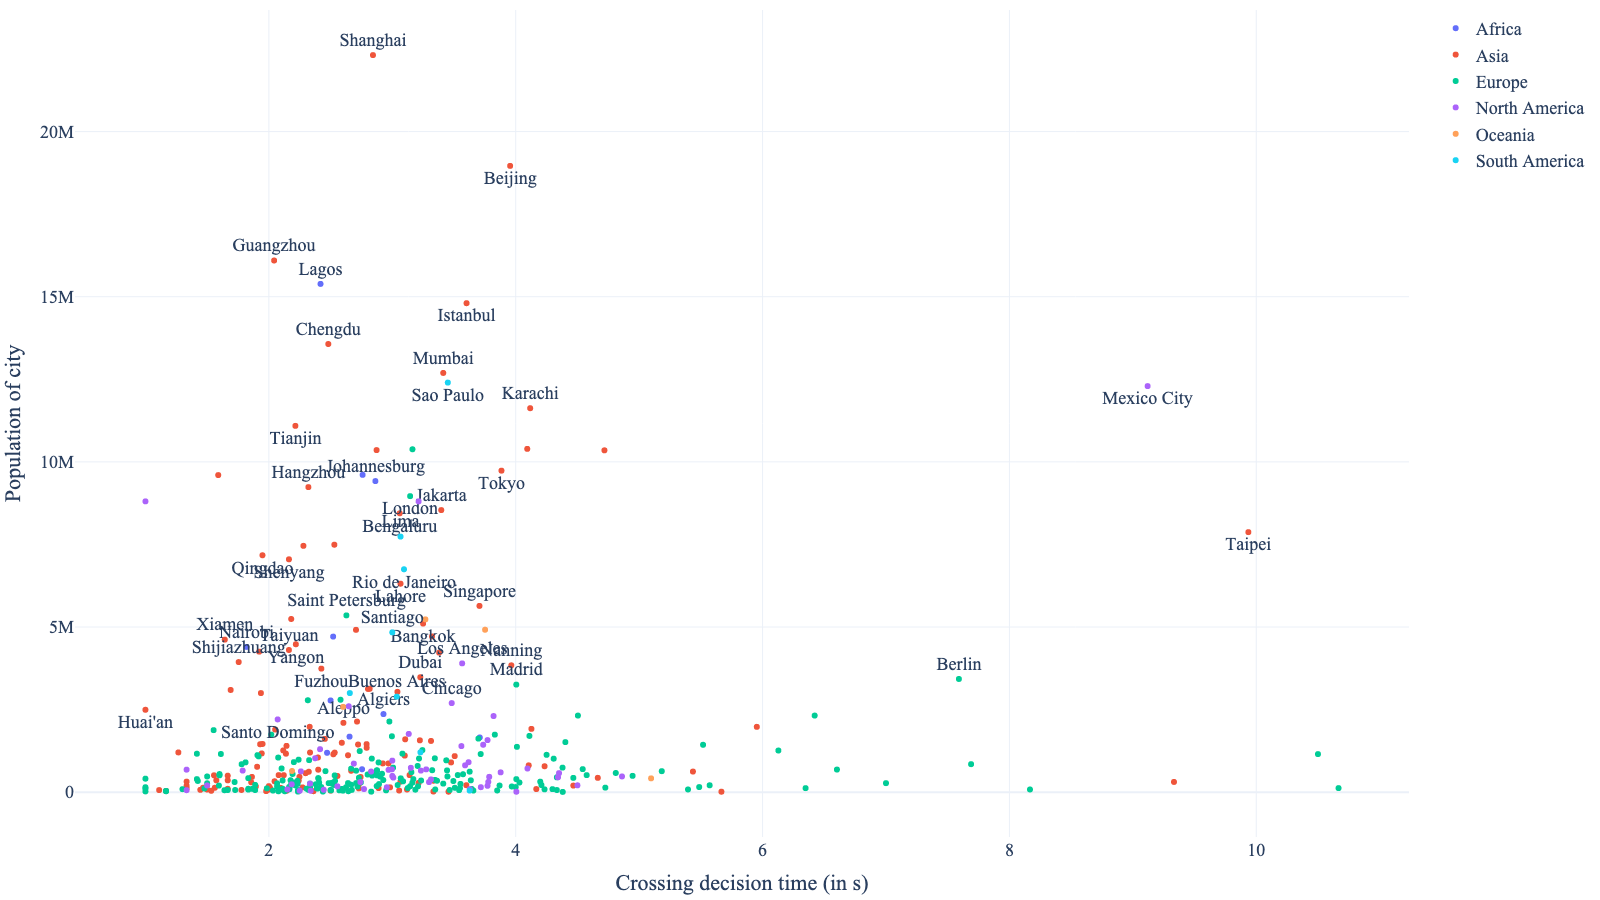 Shanghai
Africa
Asia
Europe
North America
Oceania
South America
20M
Beijing
Guangzhou
Lagos
15M
Istanbul
Chengdu
Mumbai
Sao Paulo
Karachi
Mexico City
Tianjin
10M
Johannesburg
Hangzhou
Tokyo
Jakarta
London
Lima
Bengaluru
Taipei
Qingdao
Shenyang
Rio de Janeiro
Singapore
Lahore
Saint Petersburg
Santiago
5M
Xiamen
Nairobi
Taiyuan
Bangkok
Shijiazhuang
Los Angeles
Nanning
Yangon
Dubai
Madrid
Berlin
Fuzhou
Buenos Aires
Chicago
Algiers
Aleppo
Huai'an
Santo Domingo
0
2
4
6
8
10
Crossing decision time (in s)
Population of city